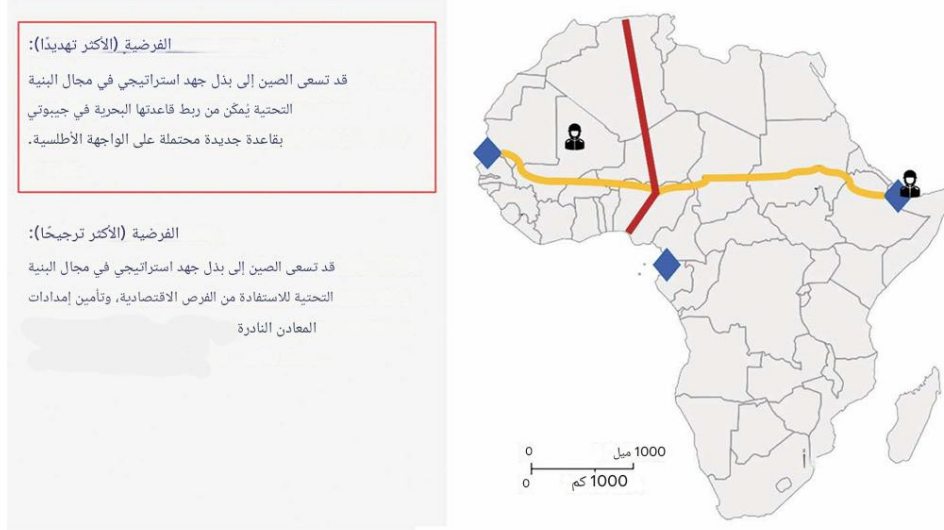 الفرضية (الأكثر تهديدًا):
قد تسعى الصين إلى بذل جهد استراتيجي في مجال البنية
التحتية يُمكّن من ربط قاعدتها البحرية في جيبوتي
بقاعدة جديدة محتملة على الواجهة الأطلسية.
الفرضية (الأكثر ترجيحًا):
قد تسعى الصين إلى بذل جهد استراتيجي في مجال البنية
التحتية للاستفادة من الفرص الاقتصادية، وتأمين إمدادات
المعادن النادرة
0 1000 ميل
0 1000 كم